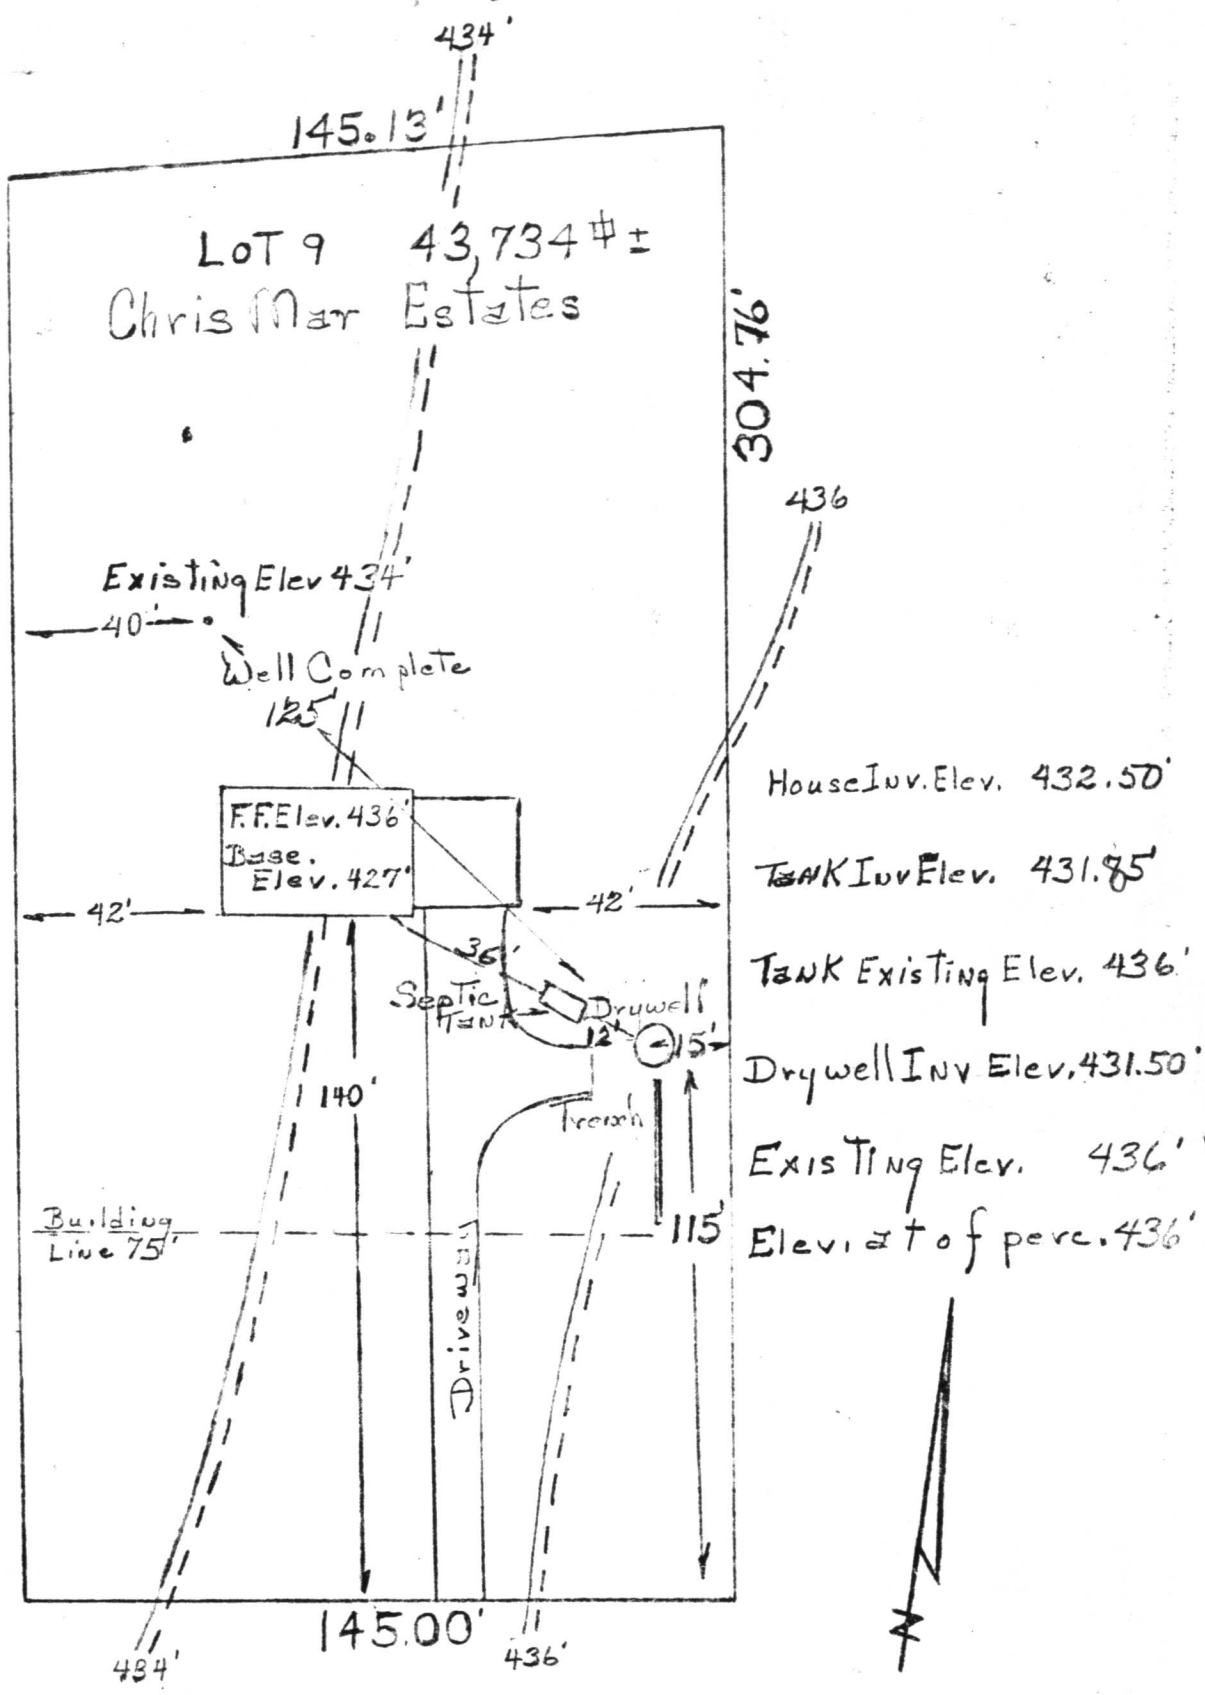 434'
145.13'
LOT 9 43,734 ⌗ ±
Chris Mar Estates
304.76'
436
Existing Elev 434'
40'
Well Complete
125'
F.F.Elev. 436'
Base.
Elev. 427'
42'
42'
36'
Septic
Tank
Drywell
12'
15'
140'
Trench
Building
Line 75'
115'
Driveway
House Inv. Elev. 432.50'
Tank Inv Elev. 431.85'
Tank Existing Elev. 436'
Drywell Inv Elev. 431.50'
Existing Elev. 436'
Elev. at of perc. 436'
N
145.00'
434'
436'